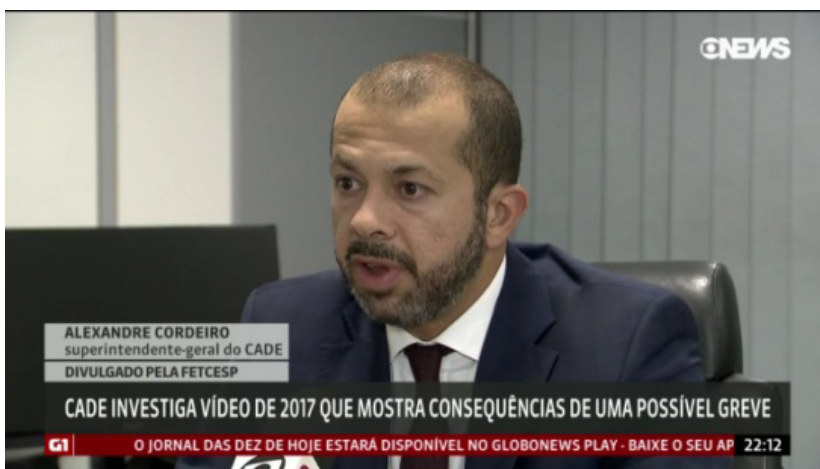 GNEWS
ALEXANDRE CORDEIRO
superintendente-geral do CADE
DIVULGADO PELA FETCESP
CADE INVESTIGA VÍDEO DE 2017 QUE MOSTRA CONSEQUÊNCIAS DE UMA POSSÍVEL GREVE
G1 O JORNAL DAS DEZ DE HOJE ESTARÁ DISPONÍVEL NO GLOBONEWS PLAY - BAIXE O SEU AP 22:12